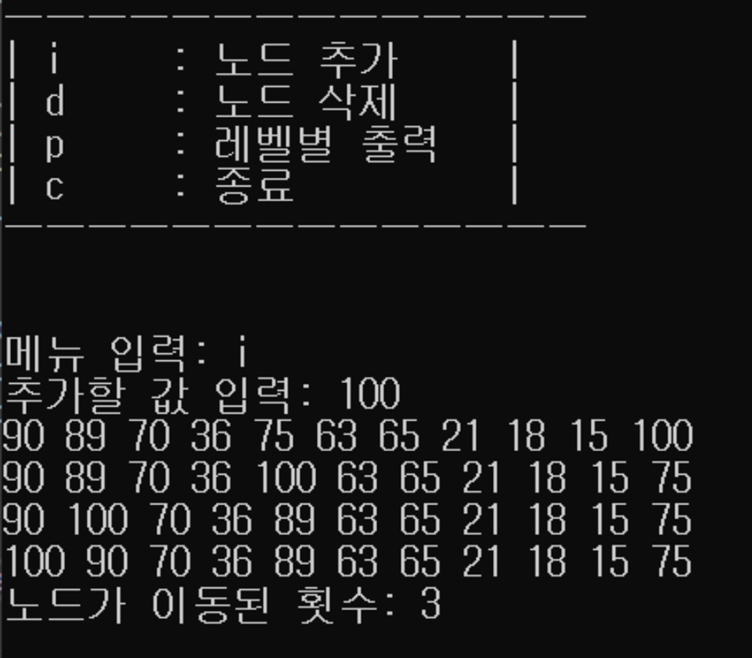 ---------------
| i : 노드 추가 |
| d : 노드 삭제 |
| p : 레벨별 출력 |
| c : 종료 |
---------------
메뉴 입력: i
추가할 값 입력: 100
90 89 70 36 75 63 65 21 18 15 100
90 89 70 36 100 63 65 21 18 15 75
90 100 70 36 89 63 65 21 18 15 75
100 90 70 36 89 63 65 21 18 15 75
노드가 이동된 횟수: 3